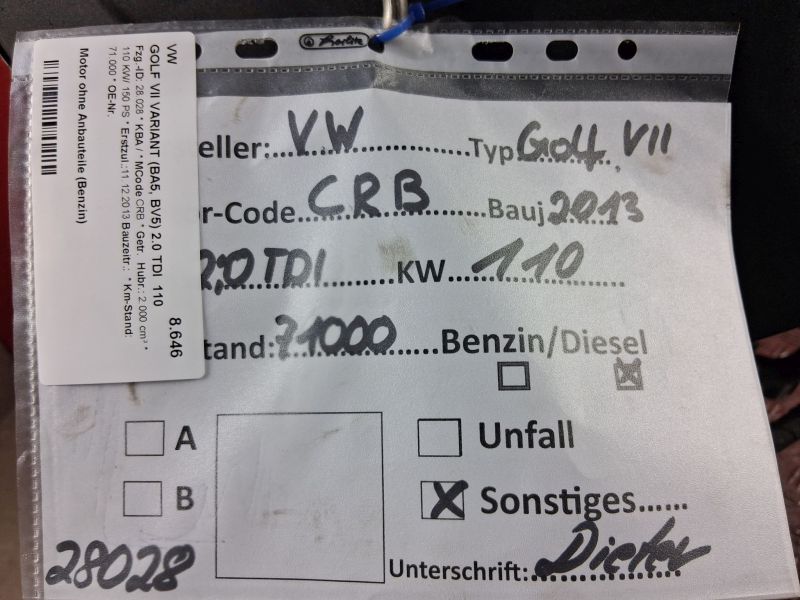 Herlitz
VW 8.646
GOLF VII VARIANT (BA5, BV5) 2.0 TDI 110
Fzg.-ID: 28 028 * KBA / * MCode CRB * Getr. Hubr.: 2 000 cm³ *
110 KW/ 150 PS * Erstzul.:11.12.2013 Bauzeitr.: * Km-Stand:
71 000 * OE-Nr.
Motor ohne Anbauteile (Benzin)
eller:....VW............Typ.Golf VII
r-Code..CRB......Bauj 2013
2,0 TDI.......KW...110......
tand:71000......Benzin/Diesel
A Unfall
B Sonstiges......
28028 Unterschrift:.Dieter